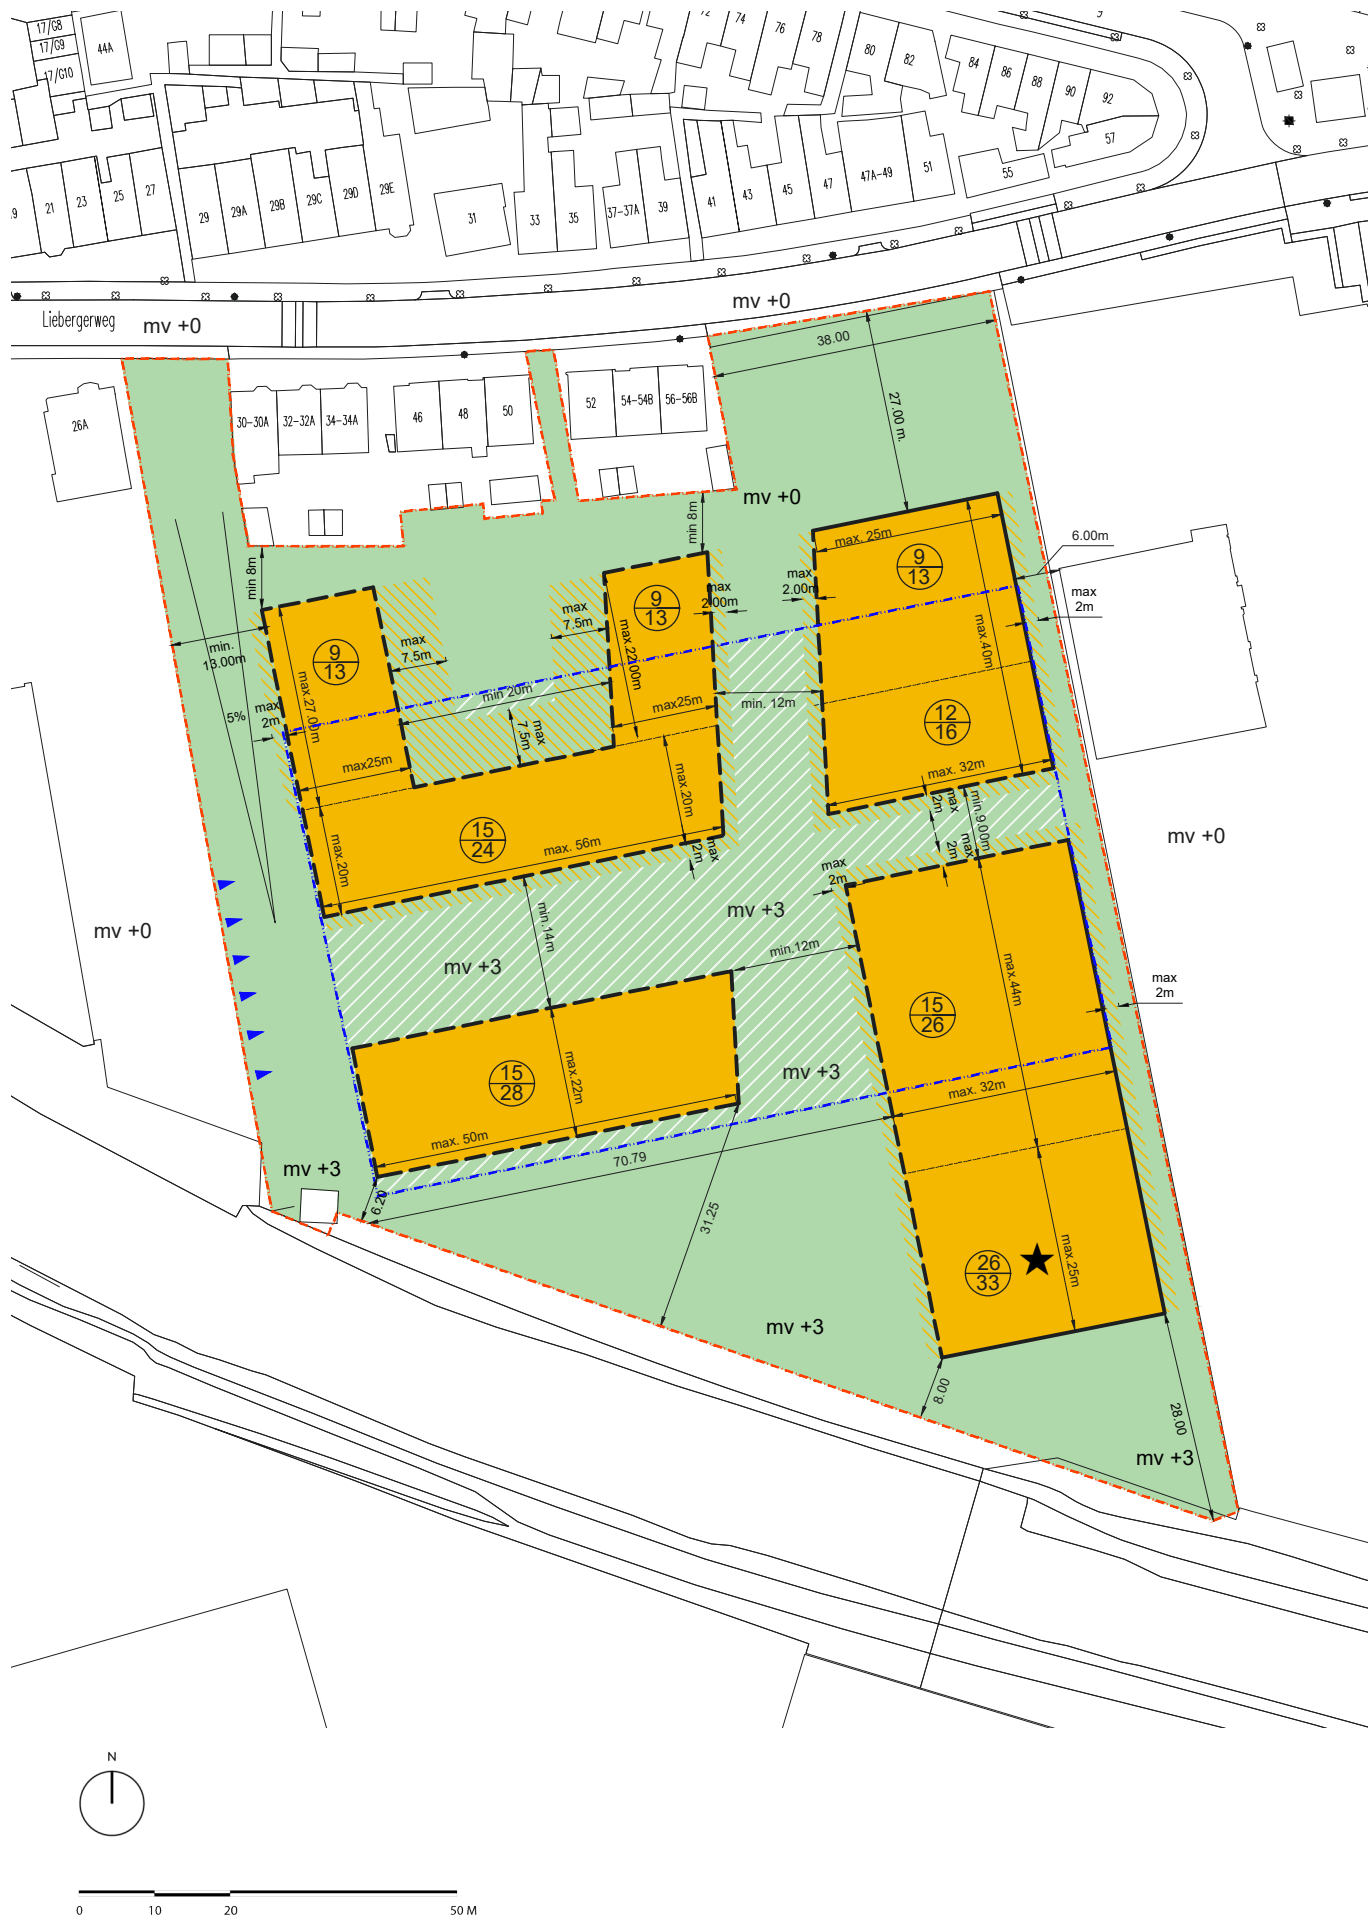 17/G8
17/G9
17/G10
44A
74
76
78
80
82
84
86
88
90
92
57
55
21
23
25
27
29
29A
29B
29C
29D
29E
31
33
35
37-37A
39
41
43
45
47
47A-49
51
Liebergerweg
mv +0
mv +0
38.00
27.00 m.
26A
30-30A
32-32A
34-34A
46
48
50
52
54-54B
56-56B
mv +0
min 8m
min 8m
max. 25m
9
13
6.00m
max
2.00m
max
2.00m
max
2m
max
7.5m
9
13
max.22.00m
max.40m
min.
13.00m
9
13
max
7.5m
max.27.00m
min 20m
max25m
min. 12m
max
2m
5%
max
7.5m
max25m
12
16
max. 32m
max.20m
max.20m
15
24
max. 56m
max
2m
max
2m
min.9.00m
max
2m
mv +0
max
2m
mv +0
mv +3
mv +3
min.14m
min.12m
max.44m
max
2m
15
26
15
28
max.22m
mv +3
max. 32m
max. 50m
70.79
mv +3
6.20
31.25
26
33
max.25m
mv +3
8.00
28.00
mv +3
N
0
10
20
50 M